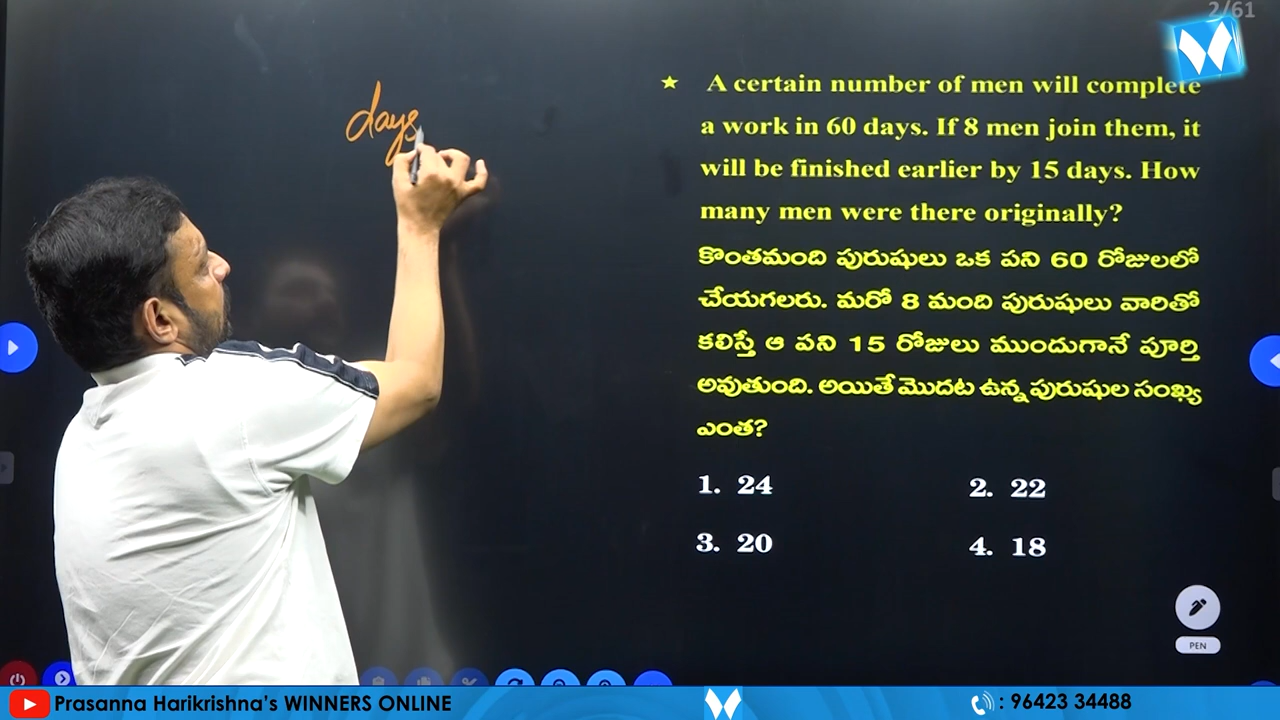 2/61
days
★ A certain number of men will complete
a work in 60 days. If 8 men join them, it
will be finished earlier by 15 days. How
many men were there originally?
కొంతమంది పురుషులు ఒక పని 60 రోజులలో
చేయగలరు. మరో 8 మంది పురుషులు వారితో
కలిస్తే ఆ పని 15 రోజులు ముందుగానే పూర్తి
అవుతుంది. అయితే మొదట ఉన్న పురుషుల సంఖ్య
ఎంత?
1. 24 2. 22
3. 20 4. 18
PEN
Prasanna Harikrishna's WINNERS ONLINE : 96423 34488